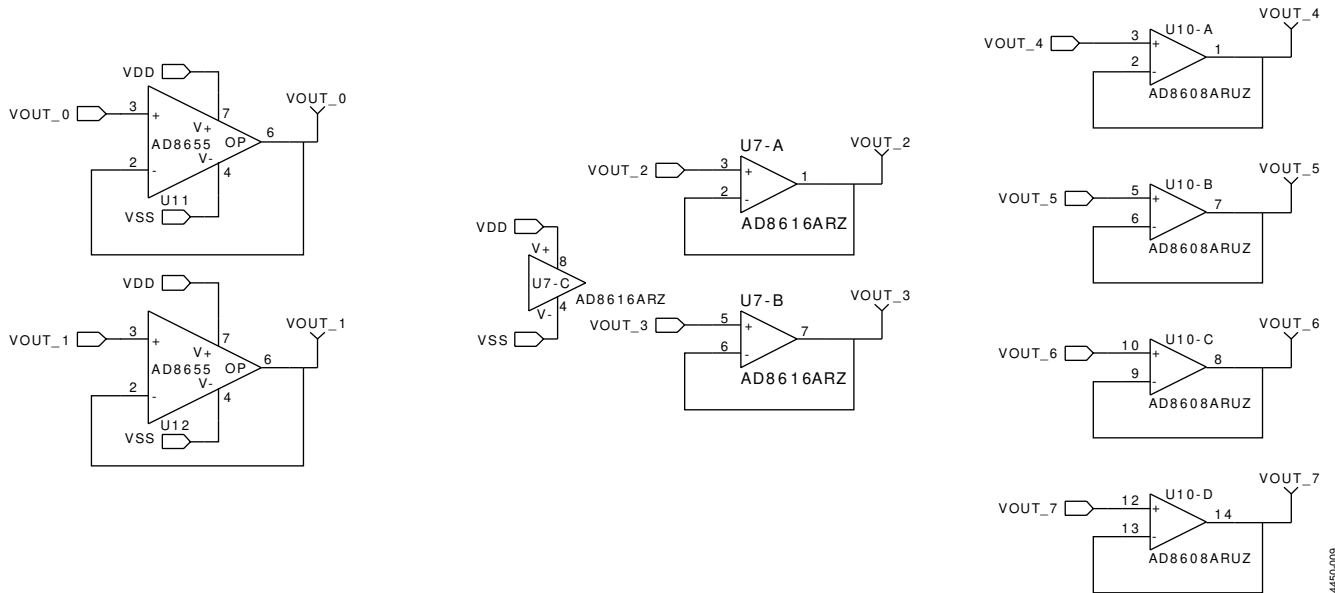 VDD
VOUT_0
3
+
7
V+
AD8655
OP
6
VOUT_0
V-
4
2
-
U11
VSS
VDD
VOUT_1
3
+
7
V+
AD8655
OP
6
VOUT_1
V-
4
2
-
U12
VSS
VDD
V+
8
U7-C
AD8616ARZ
4
V-
VSS
U7-A
VOUT_2
3
+
2
-
1
VOUT_2
AD8616ARZ
U7-B
VOUT_3
5
+
6
-
7
VOUT_3
AD8616ARZ
U10-A
VOUT_4
3
+
2
-
1
VOUT_4
AD8608ARUZ
U10-B
VOUT_5
5
+
6
-
7
VOUT_5
AD8608ARUZ
U10-C
VOUT_6
10
+
9
-
8
VOUT_6
AD8608ARUZ
U10-D
VOUT_7
12
+
13
-
14
VOUT_7
AD8608ARUZ